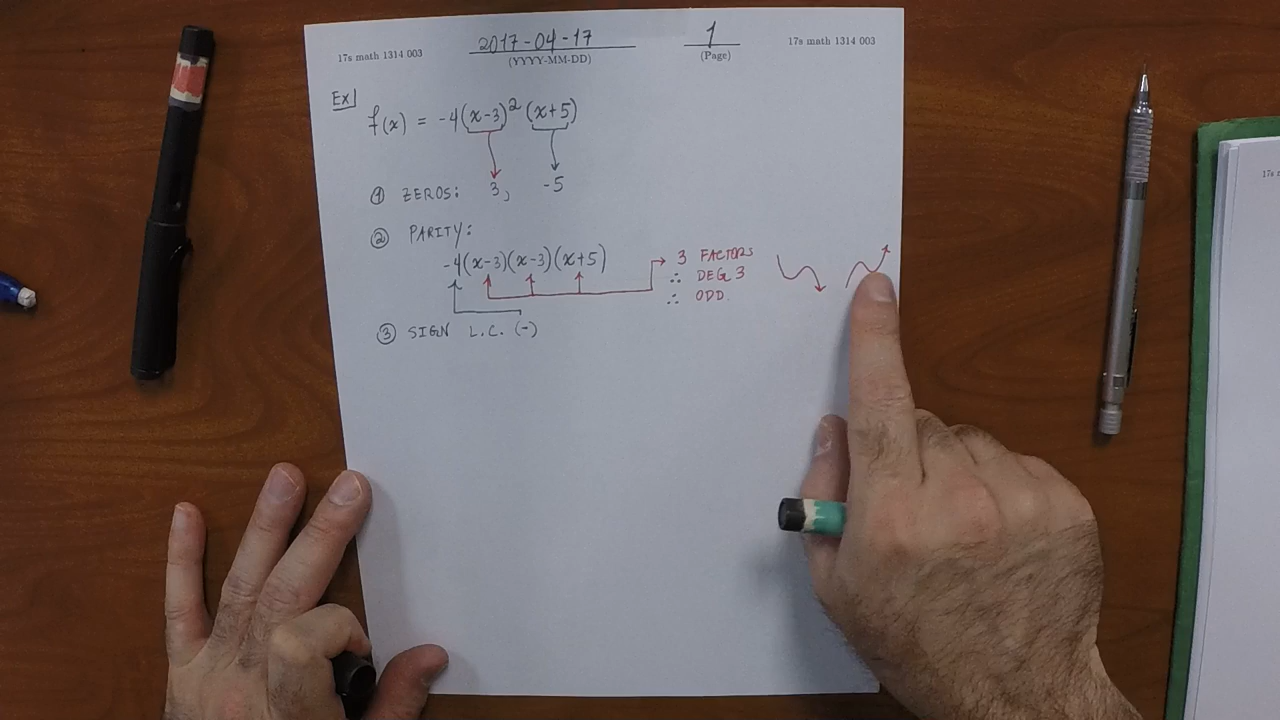 17s math 1314 003
2017-04-17
(YYYY-MM-DD)
1
(Page)
17s math 1314 003
Ex1
f(x) = -4(x-3)² (x+5)
① ZEROS: 3, -5
② PARITY:
-4(x-3)(x-3)(x+5)
3 FACTORS
∴ DEG 3
∴ ODD.
③ SIGN L.C. (-)